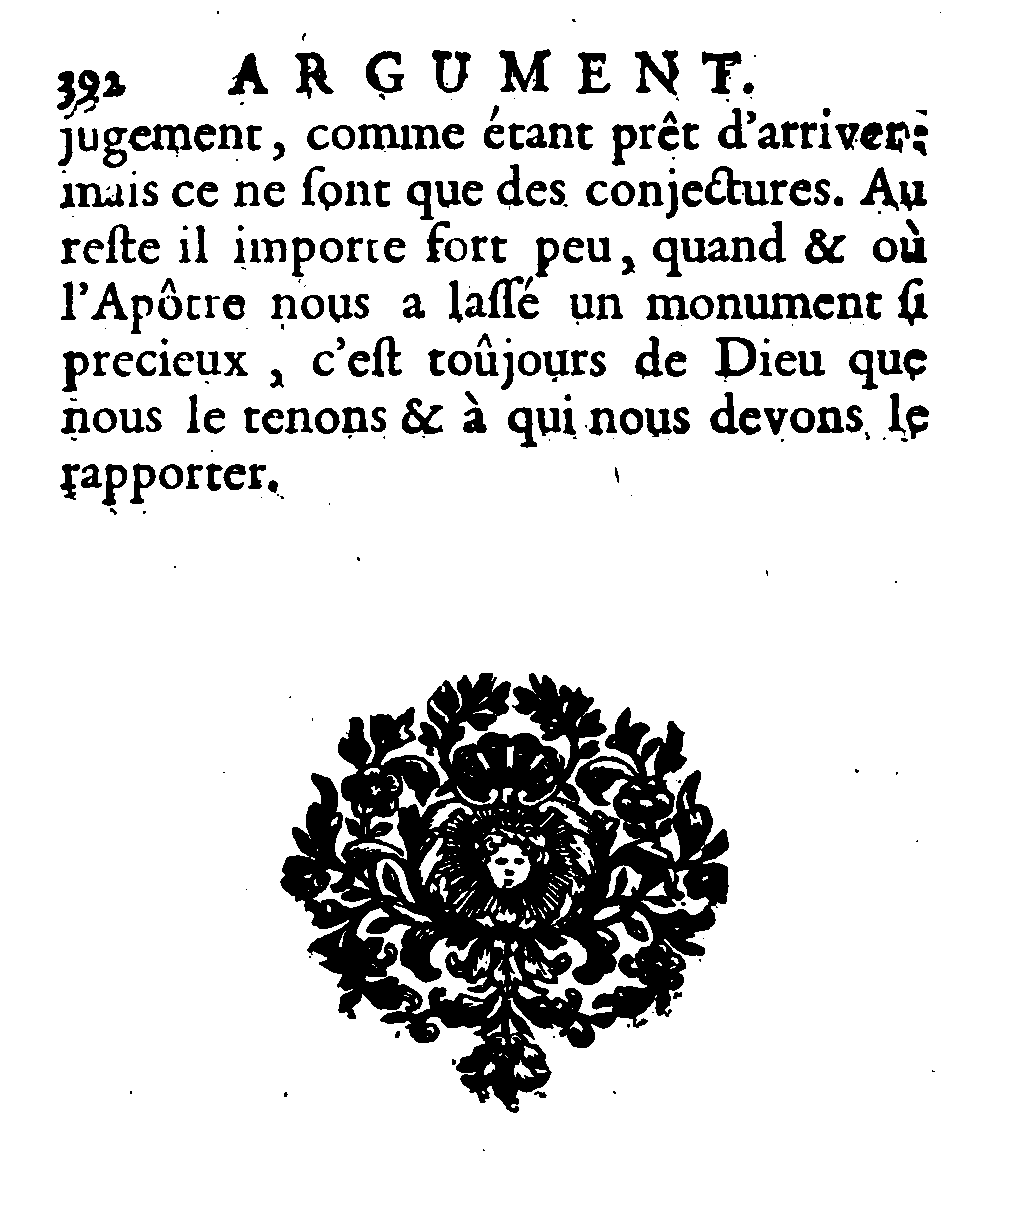 392 ARGUMENT.
jugement, comme étant prêt d'arriver;
mais ce ne ſont que des conjectures. Au
reſte il importe fort peu, quand & où
l'Apôtre nous a laſſé un monument ſi
precieux, c'eſt toûjours de Dieu que
nous le tenons & à qui nous devons le
rapporter.